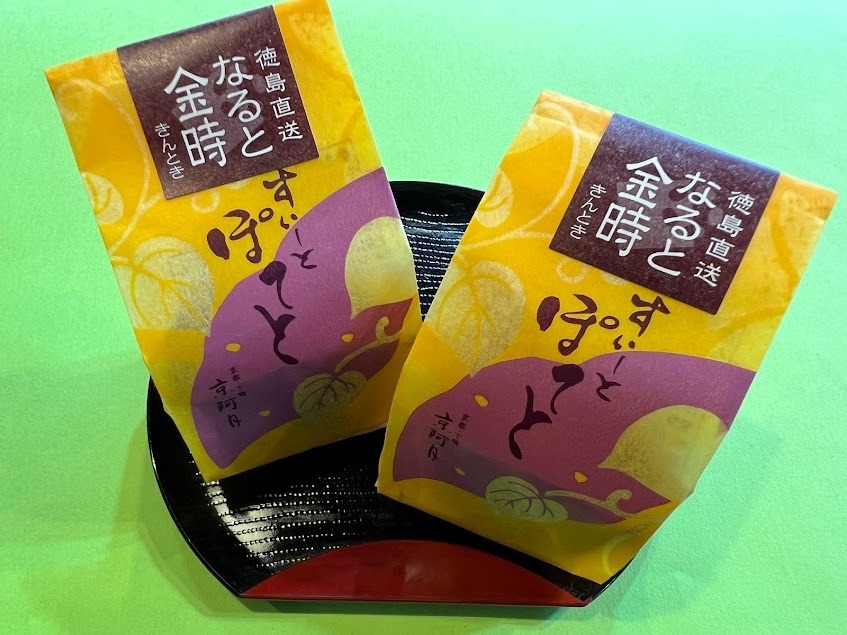 徳島直送
なると
金時
きんとき
すぃーと
ぽてと
京阿月
徳島直送
なると
金時
きんとき
すぃーと
ぽてと
京阿月